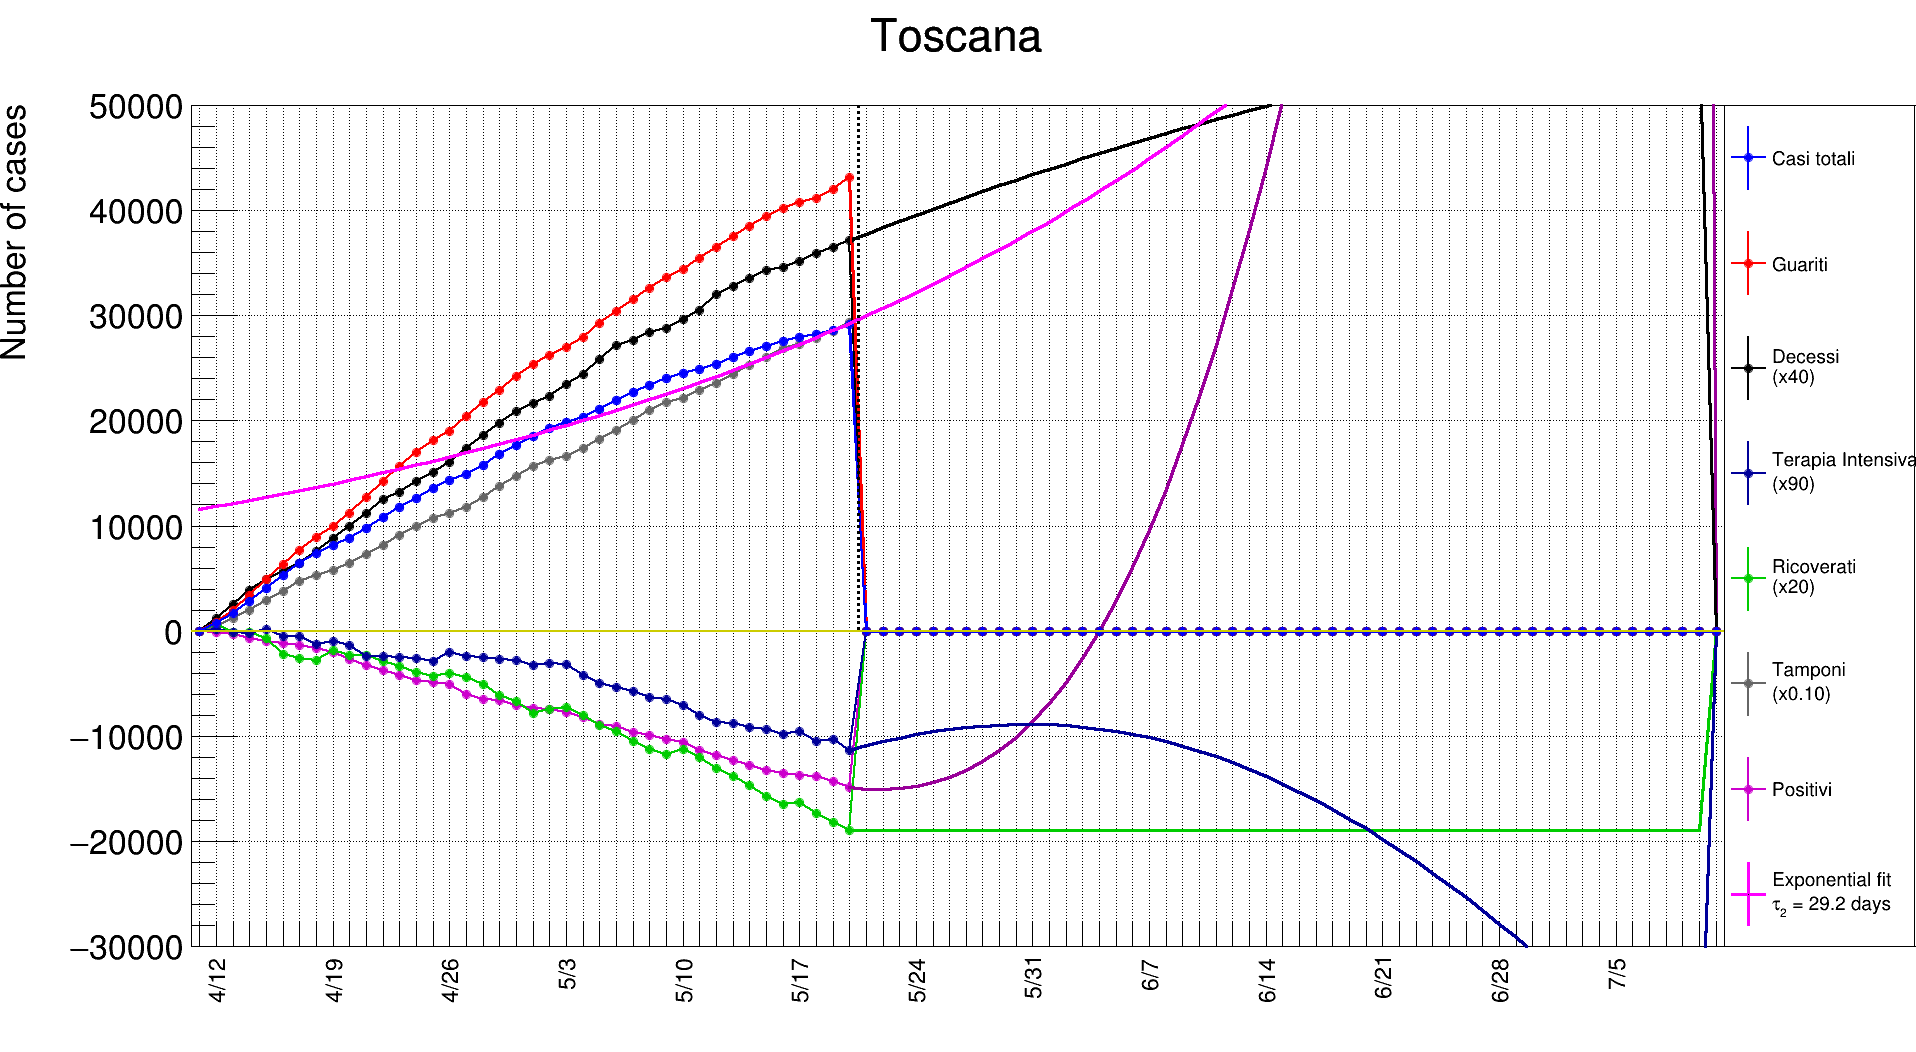 Toscana
Number of cases
50000
40000
30000
20000
10000
0
−10000
−20000
−30000
4/12
4/19
4/26
5/3
5/10
5/17
5/24
5/31
6/7
6/14
6/21
6/28
7/5
Casi totali
Guariti
Decessi
(x40)
Terapia Intensiva
(x90)
Ricoverati
(x20)
Tamponi
(x0.10)
Positivi
Exponential fit
τ2 = 29.2 days